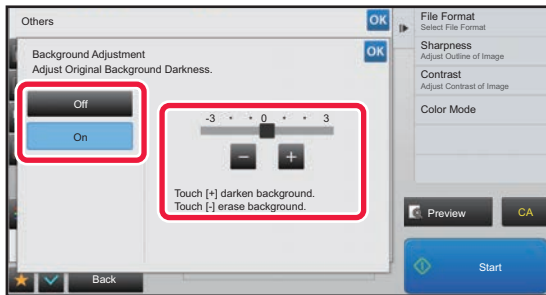 Others
OK
Background Adjustment
Adjust Original Background Darkness.
OK
Off
On
-3 • • 0 • • 3
− +
Touch [+] darken background.
Touch [-] erase background.
Back
File Format
Select File Format
Sharpness
Adjust Outline of Image
Contrast
Adjust Contrast of Image
Color Mode
Preview
CA
Start